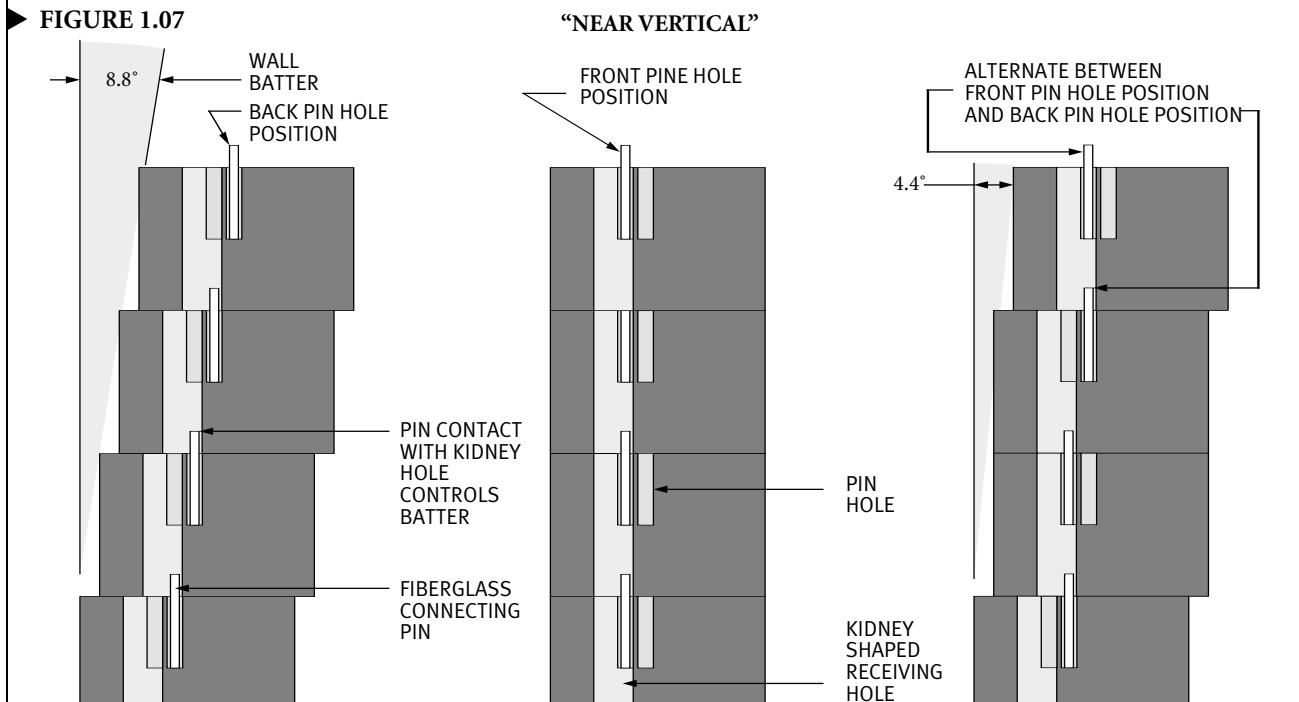 FIGURE 1.07
“NEAR VERTICAL”
8.8°
WALL
BATTER
BACK PIN HOLE
POSITION
FRONT PINE HOLE
POSITION
ALTERNATE BETWEEN
FRONT PIN HOLE POSITION
AND BACK PIN HOLE POSITION
4.4°
PIN CONTACT
WITH KIDNEY
HOLE
CONTROLS
BATTER
PIN
HOLE
FIBERGLASS
CONNECTING
PIN
KIDNEY
SHAPED
RECEIVING
HOLE